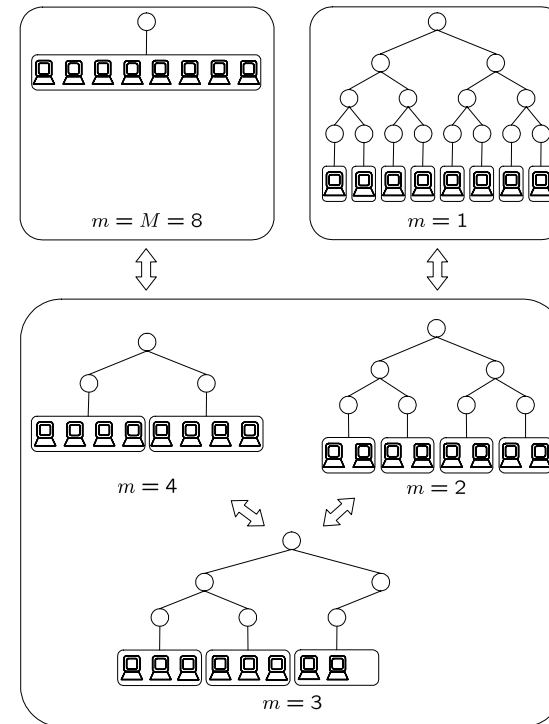 m = M = 8
m = 1
m = 4
m = 2
m = 3